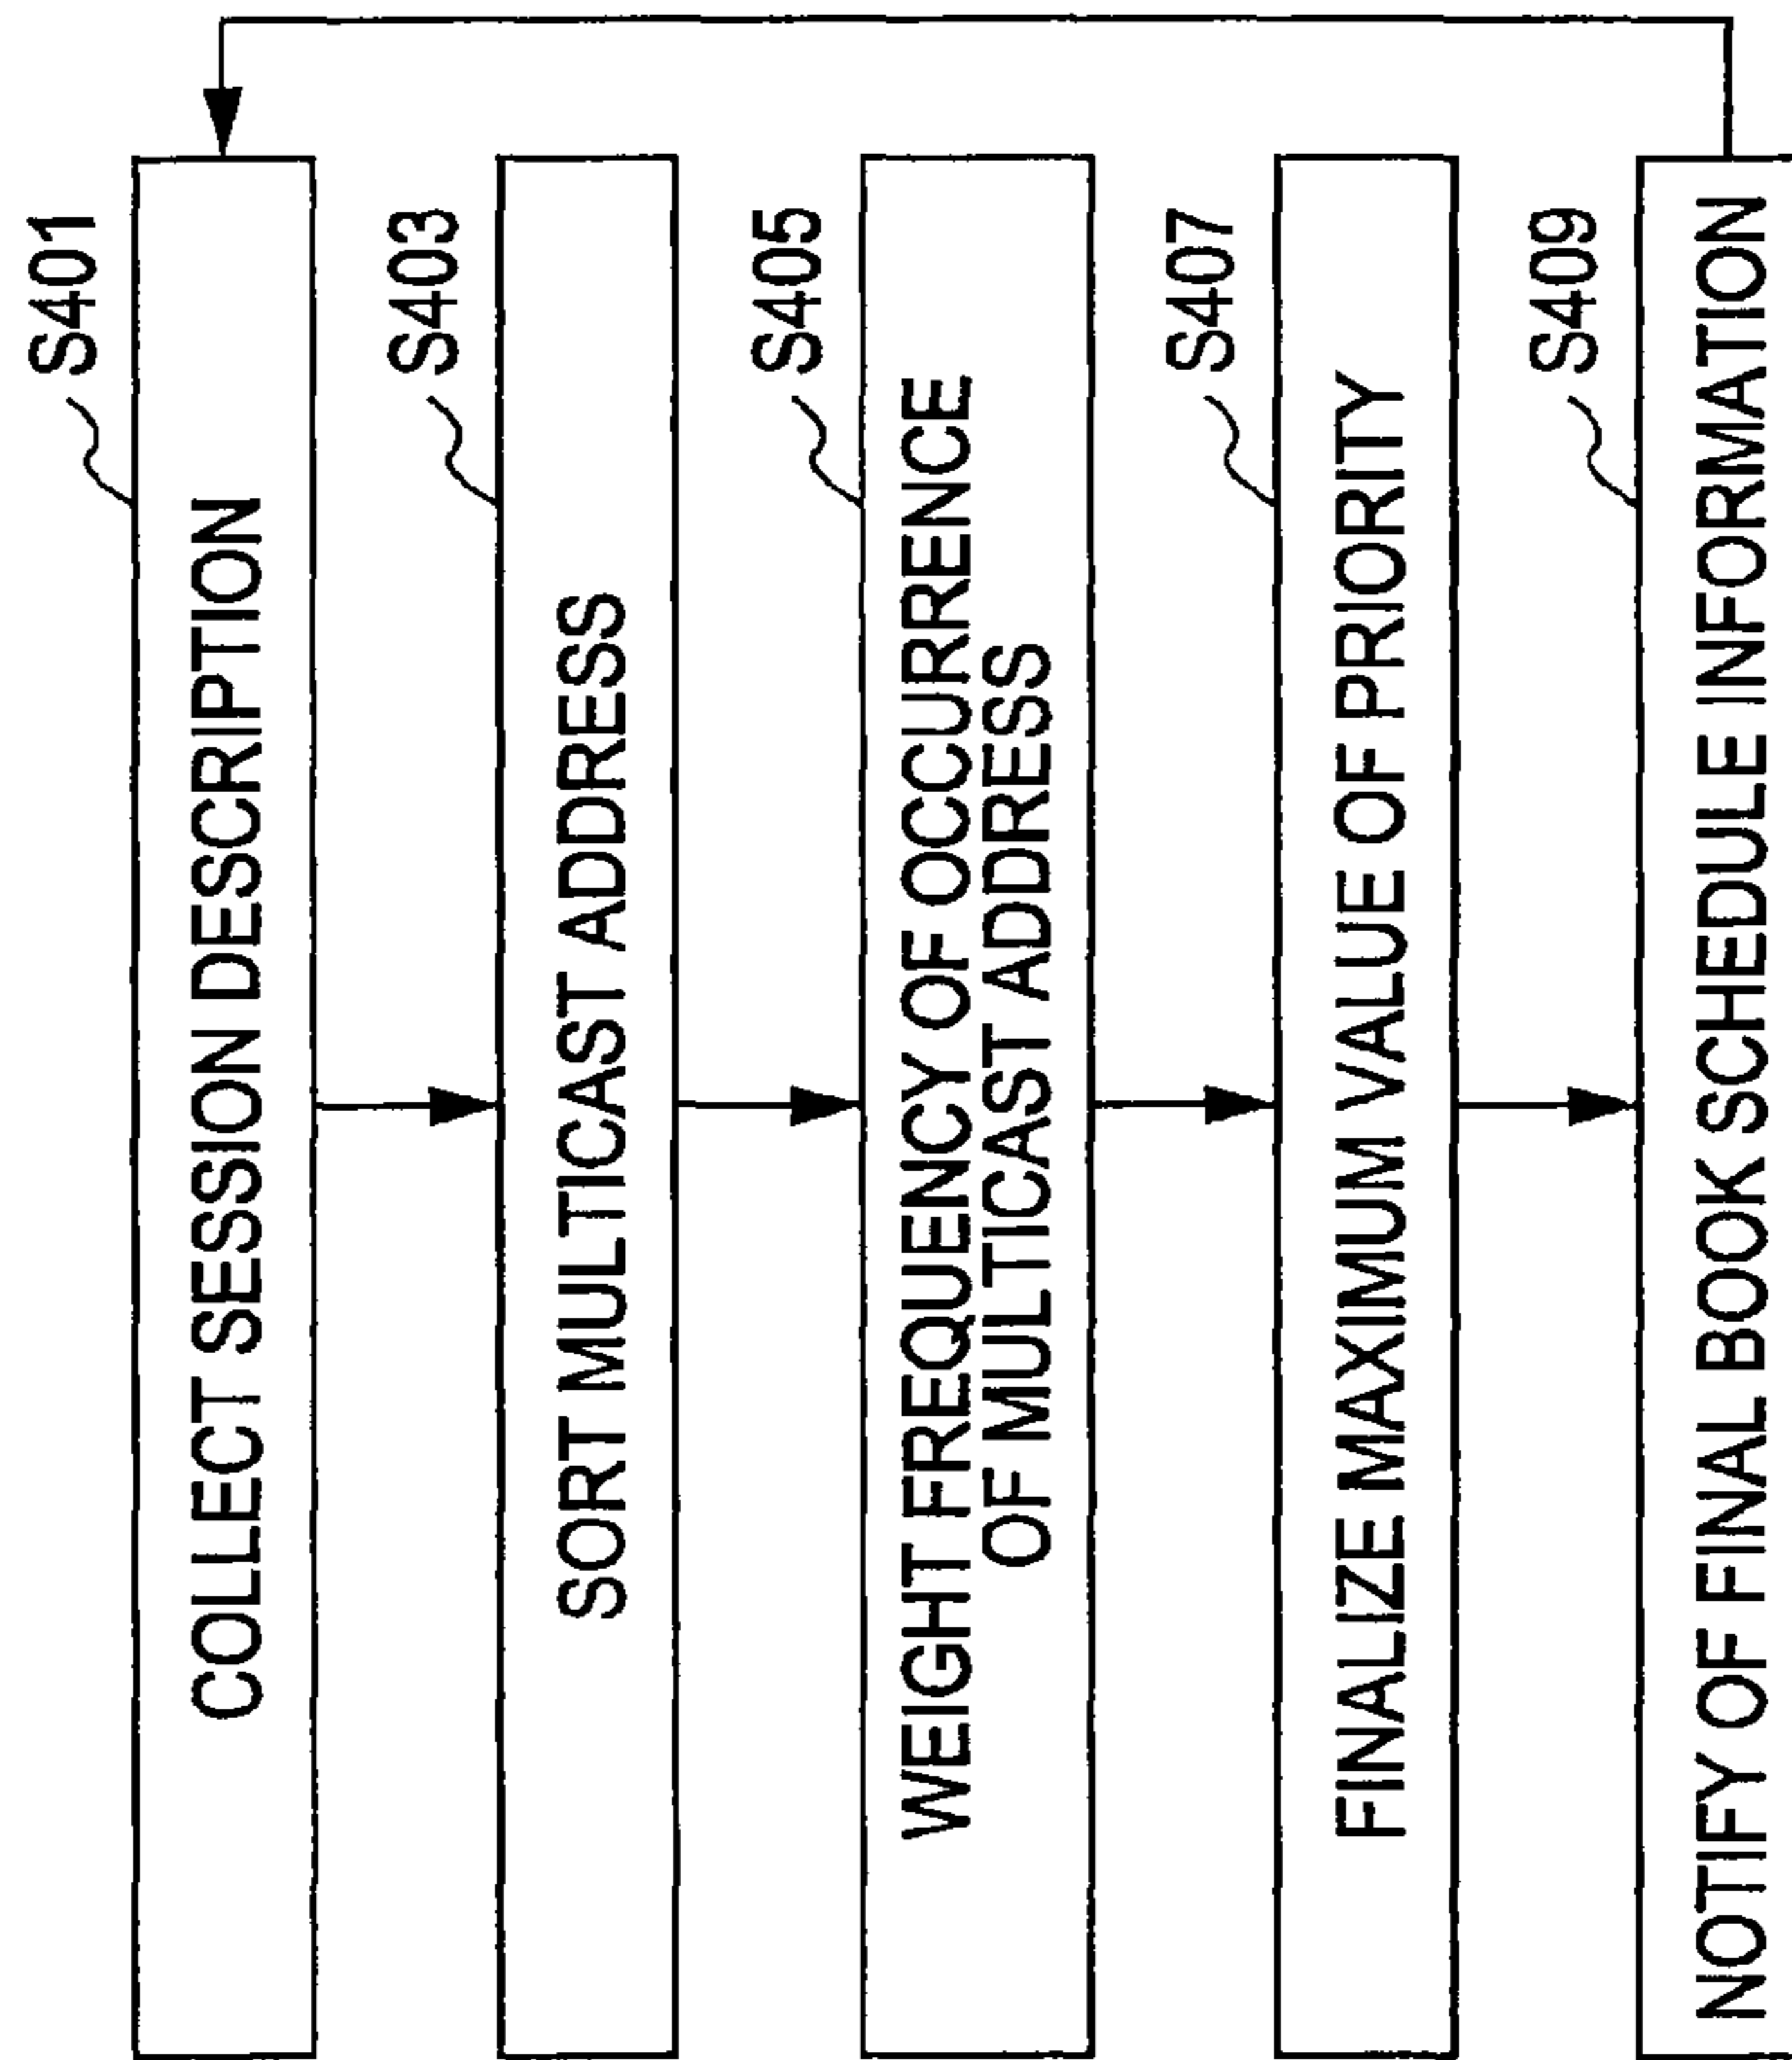 S401
COLLECT SESSION DESCRIPTION
S403
SORT MULTICAST ADDRESS
S405
WEIGHT FREQUENCY OF OCCURRENCE
OF MULTICAST ADDRESS
S407
FINALIZE MAXIMUM VALUE OF PRIORITY
S409
NOTIFY OF FINAL BOOK SCHEDULE INFORMATION